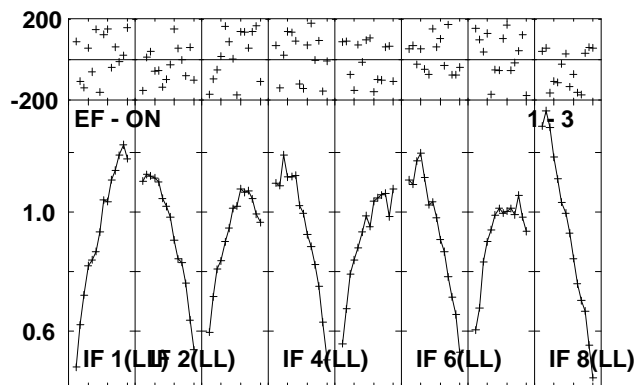 200
-200
EF - ON 1 - 3
1.0
0.6
IF 1(LL) IF 2(LL) IF 4(LL) IF 6(LL) IF 8(LL)